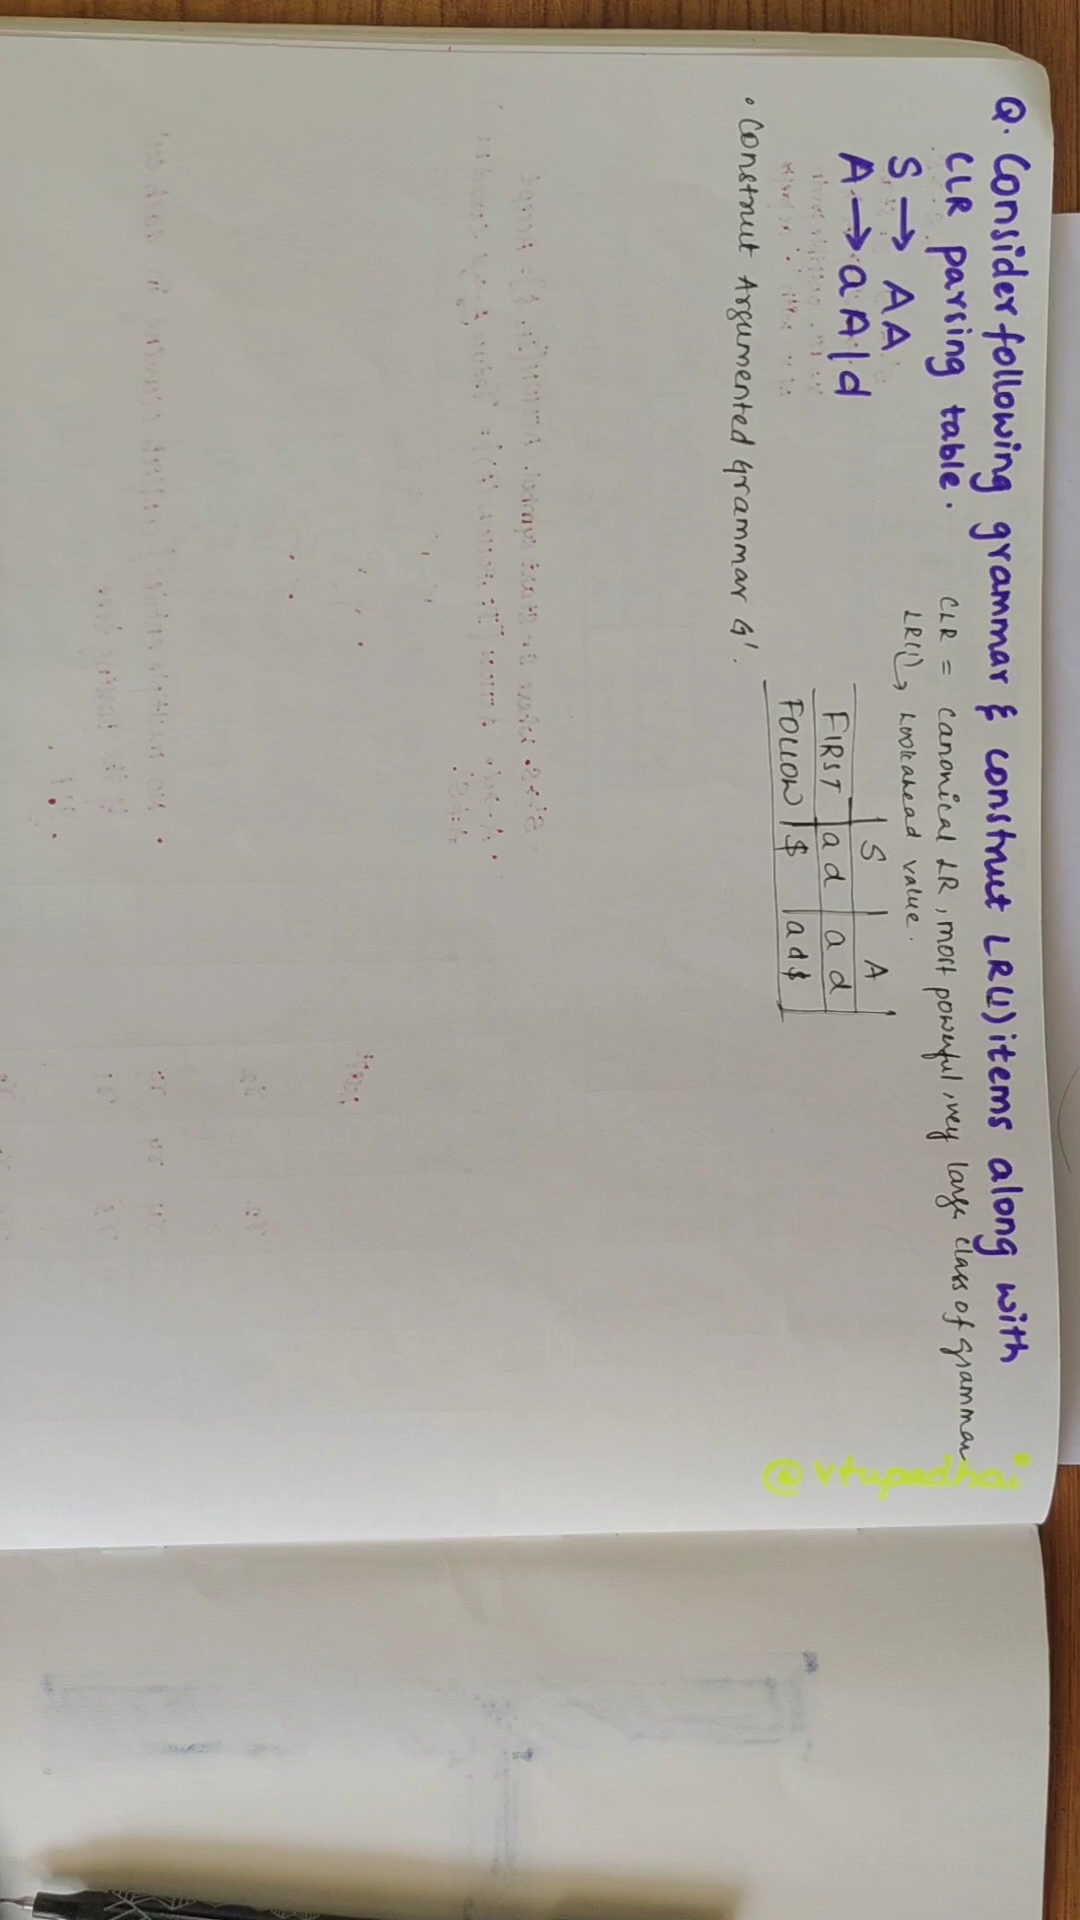 Q. Consider following grammar & construct LR(1) items along with
CLR parsing table.
CLR = canonical LR, most powerful, very large class of grammar
LR(1) → Lookahead value.
S → AA
A → aA | d
S A
FIRST a d a d
FOLLOW $ a d $
• Construct Argumented Grammar G'.
@vtupadhai